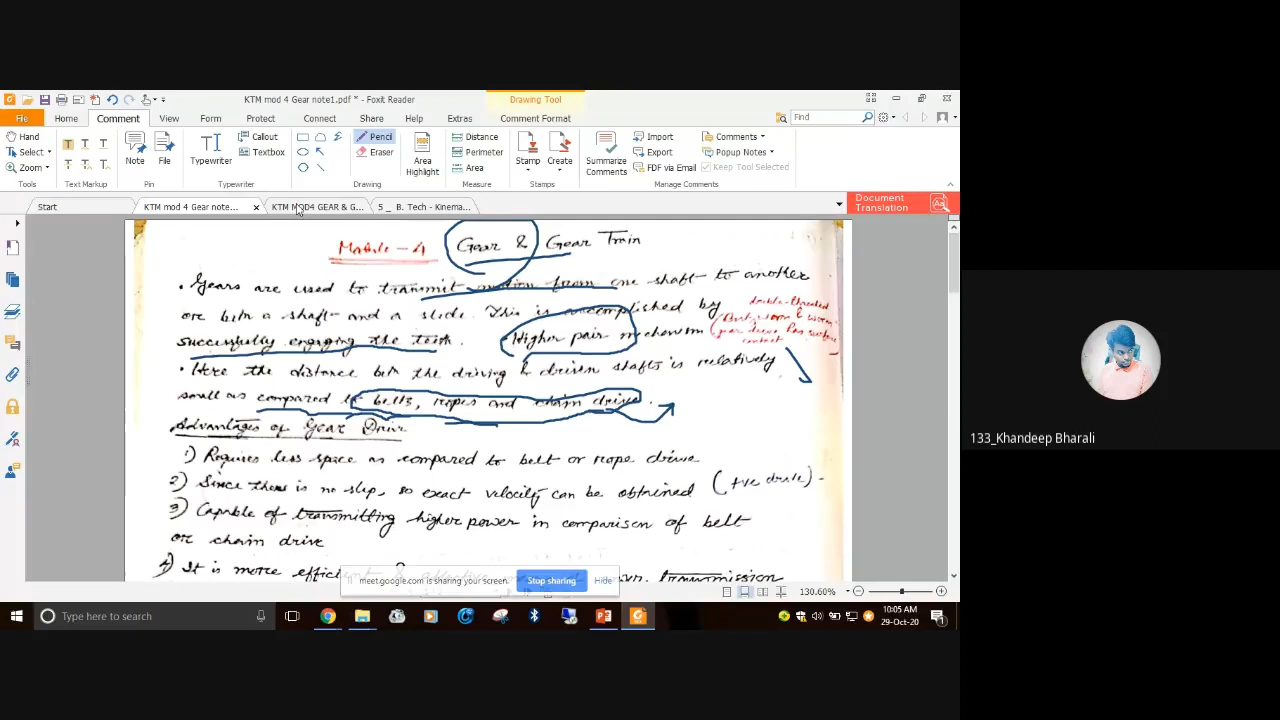 KTM mod 4 Gear note1.pdf * - Foxit Reader
Drawing Tool
File Home Comment View Form Protect Connect Share Help Extras Comment Format Find
Hand
Select
Zoom
Tools
T T T
T T T
Text Markup
Note
File
Pin
Typewriter
Callout
Textbox
Typewriter
Pencil
Eraser
Drawing
Area Highlight
Distance
Perimeter
Area
Measure
Stamp
Create
Stamps
Summarize Comments
Import
Export
FDF via Email
Comments
Popup Notes
Keep Tool Selected
Manage Comments
Start
KTM mod 4 Gear note...
KTM MOD4 GEAR & G...
5 _ B. Tech - Kinema...
Document Translation
Module - 4 Gear & Gear Train
• Gears are used to transmit motion from one shaft to another
or betn a shaft and a slide. This is accomplished by
successfully engaging the teeth. Higher pair mechanism
double-threaded
contact
• Here the distance betn the driving & driven shafts is relatively
small as compared to belts, ropes and chain drive.
Advantages of Gear Drive
1) Requires less space as compared to belt or rope drive
2) Since there is no slip, so exact velocity can be obtained (+ve drive)
3) Capable of transmitting higher power in comparison of belt
or chain drive
4) It is more efficient & transmission
meet.google.com is sharing your screen. Stop sharing Hide
130.60%
Type here to search
10:05 AM
29-Oct-20
133_Khandeep Bharali